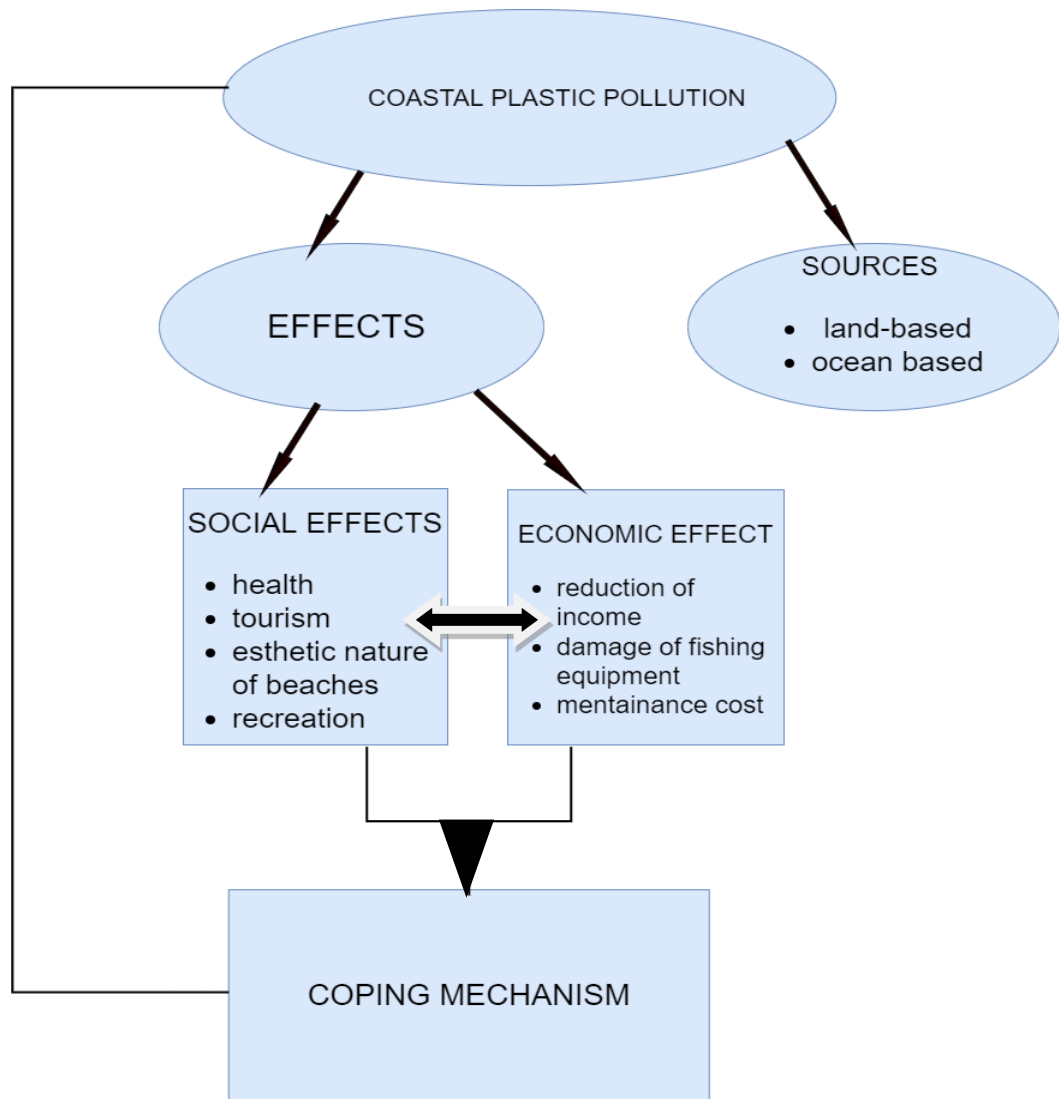 COASTAL PLASTIC POLLUTION
EFFECTS
SOURCES
• land-based
• ocean based
SOCIAL EFFECTS
• health
• tourism
• esthetic nature
of beaches
• recreation
ECONOMIC EFFECT
• reduction of
income
• damage of fishing
equipment
• mentainance cost
COPING MECHANISM